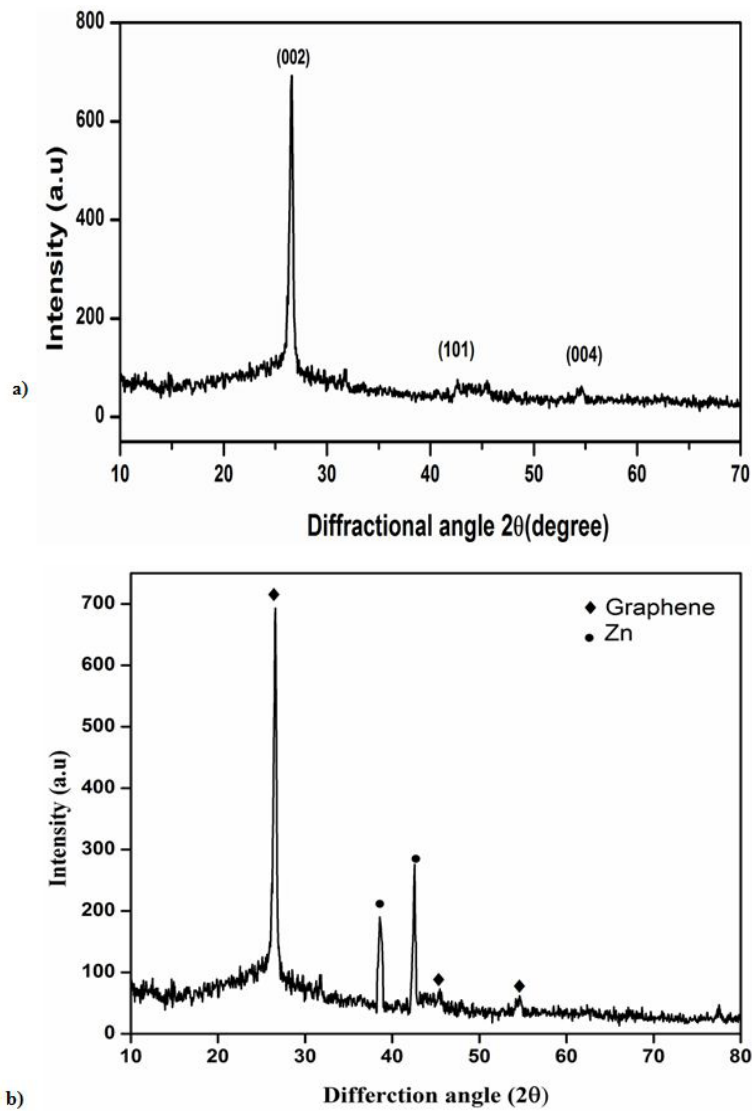 800
(002)
600
400
200
0
Intensity (a.u)
(101)
(004)
a)
10 20 30 40 50 60 70
Diffractional angle 2θ(degree)
700
600
700
400
300
200
100
0
Intensity (a.u)
♦ Graphene
● Zn
10 20 30 40 50 60 70 80
b)
Differction angle (2θ)